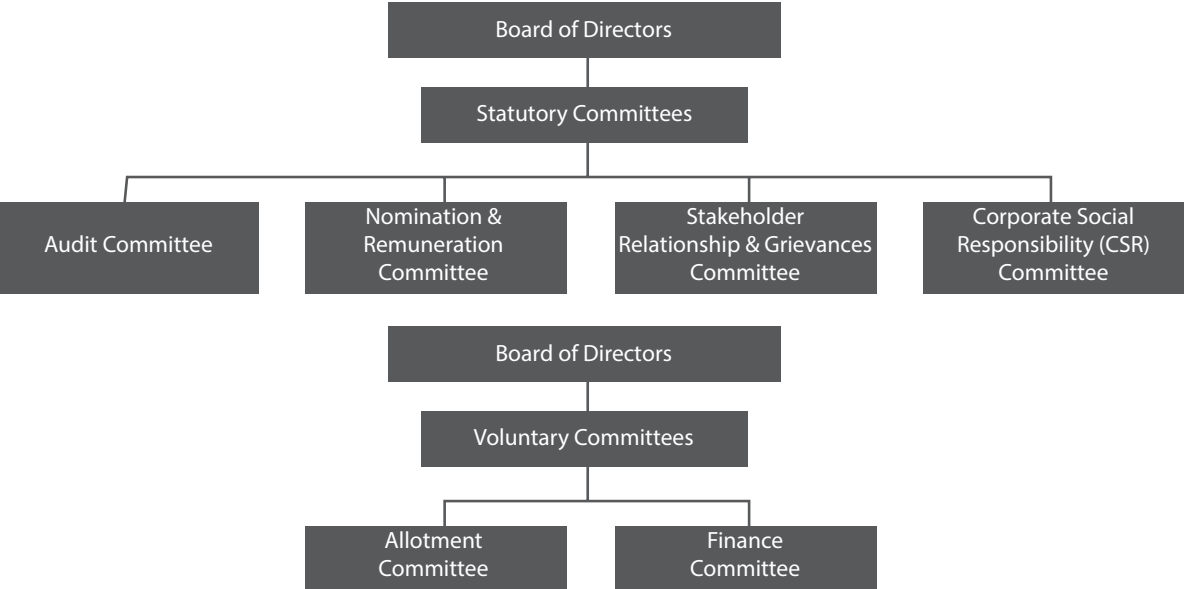 Board of Directors
Statutory Committees
Audit Committee
Nomination &
Remuneration
Committee
Stakeholder
Relationship & Grievances
Committee
Corporate Social
Responsibility (CSR)
Committee
Board of Directors
Voluntary Committees
Allotment
Committee
Finance
Committee